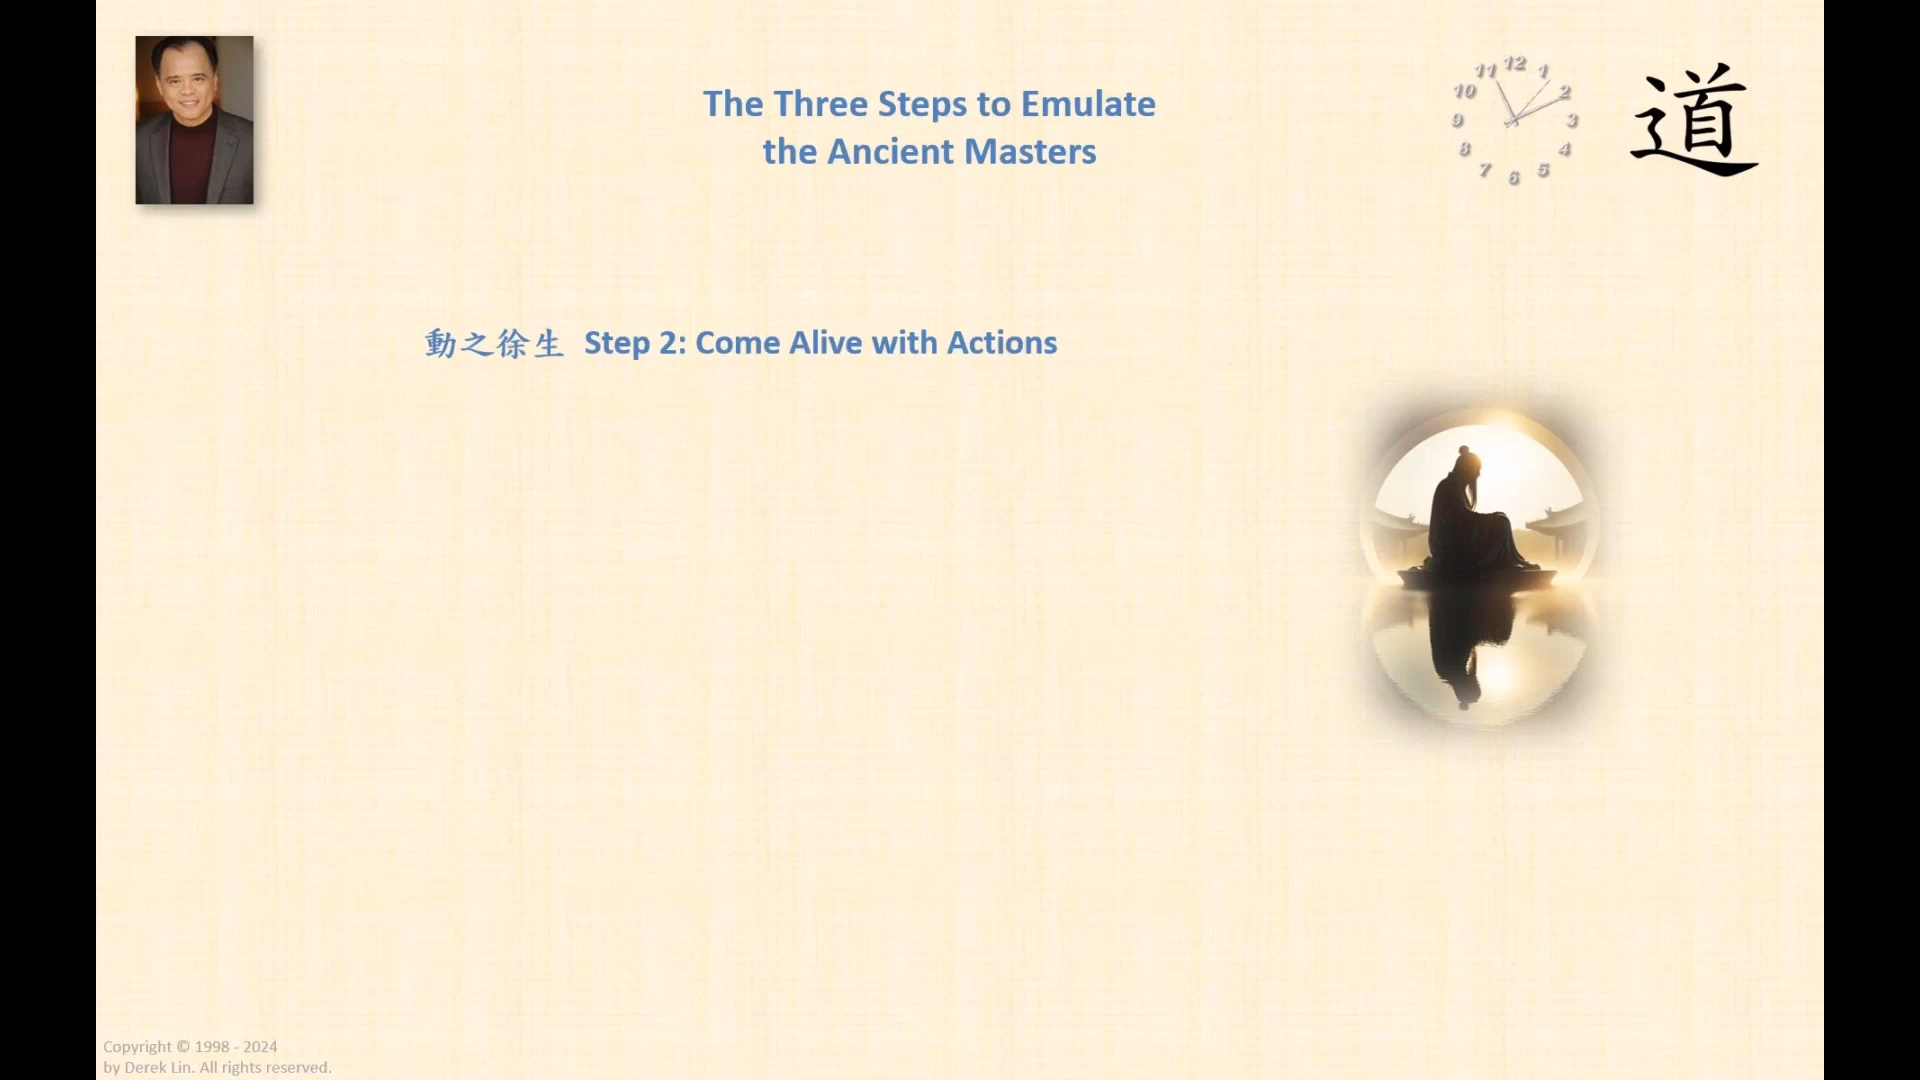 The Three Steps to Emulate
the Ancient Masters
11 12 1
10 2
9 3
8 4
7 6 5
道
動之徐生 Step 2: Come Alive with Actions
Copyright © 1998 - 2024
by Derek Lin. All rights reserved.